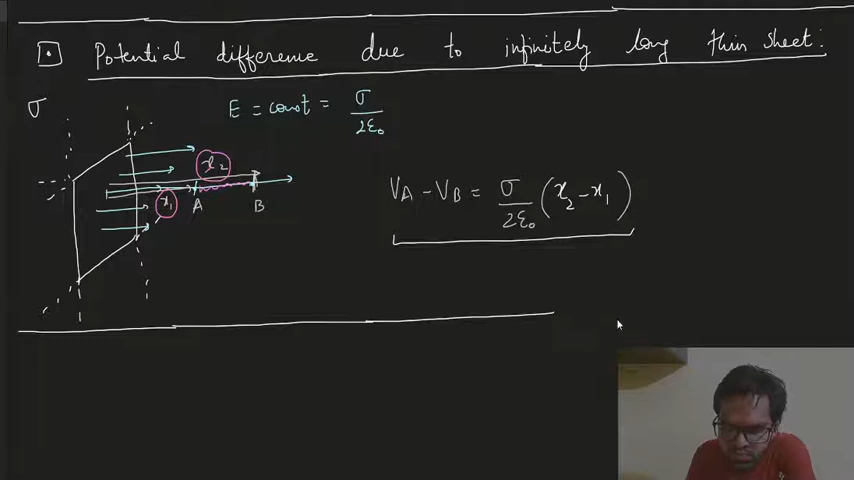 Potential difference due to infinitely long thin sheet:
σ
E = const = σ/2ε₀
x₂
x₁ A B
V_A - V_B = σ/2ε₀ (x₂ - x₁)